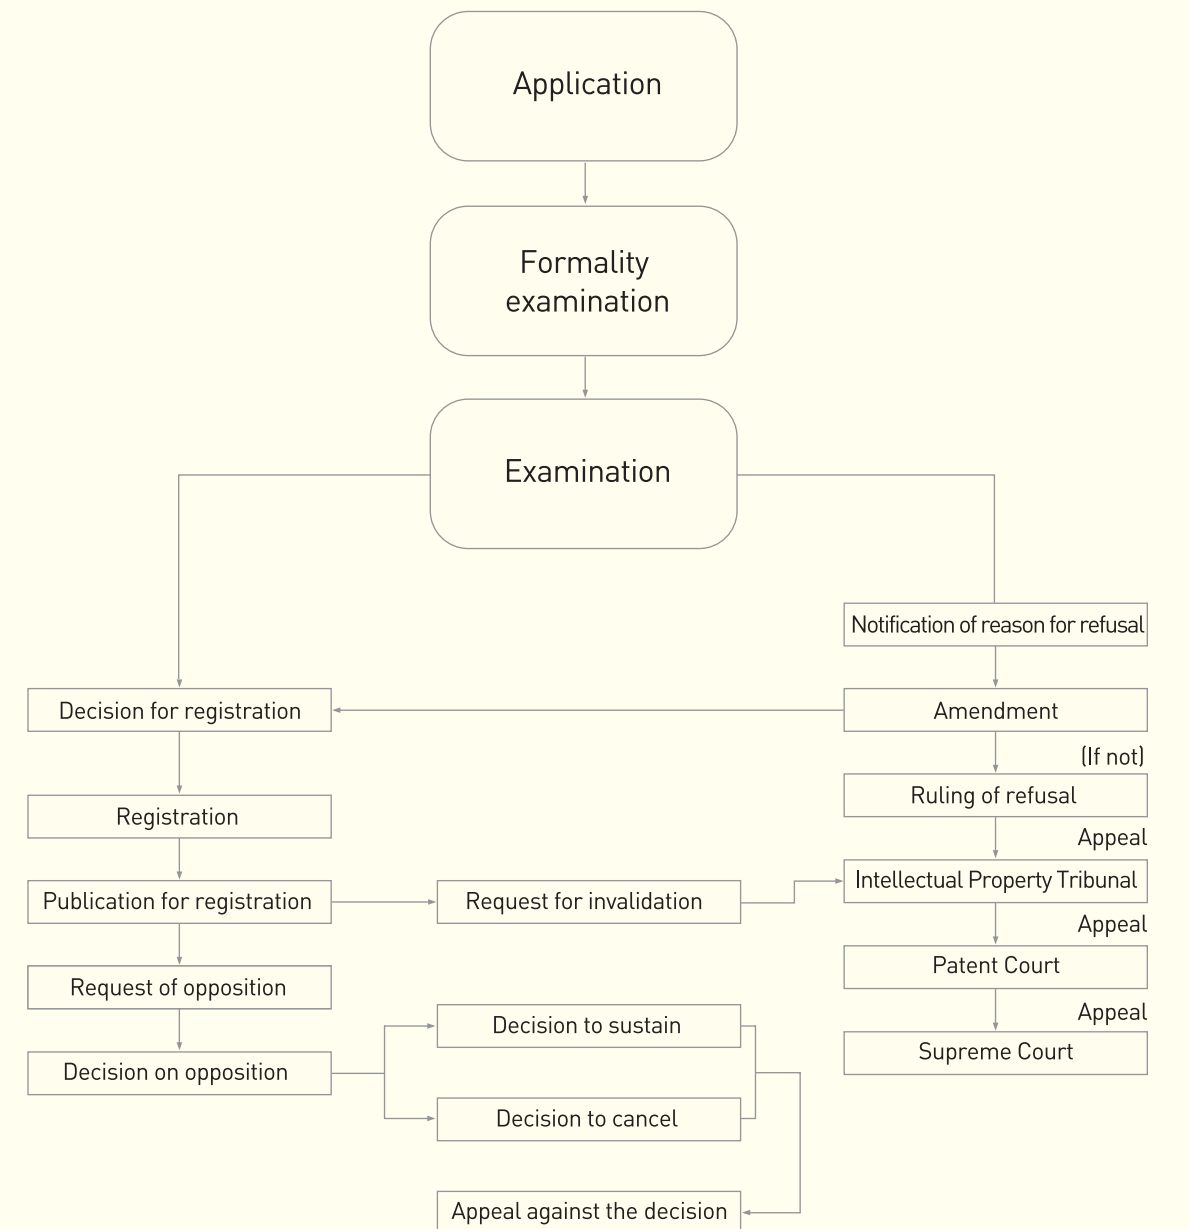 Application
Formality
examination
Examination
Notification of reason for refusal
Decision for registration
Amendment
(If not)
Ruling of refusal
Registration
Appeal
Intellectual Property Tribunal
Publication for registration
Request for invalidation
Appeal
Patent Court
Request of opposition
Appeal
Decision to sustain
Supreme Court
Decision on opposition
Decision to cancel
Appeal against the decision